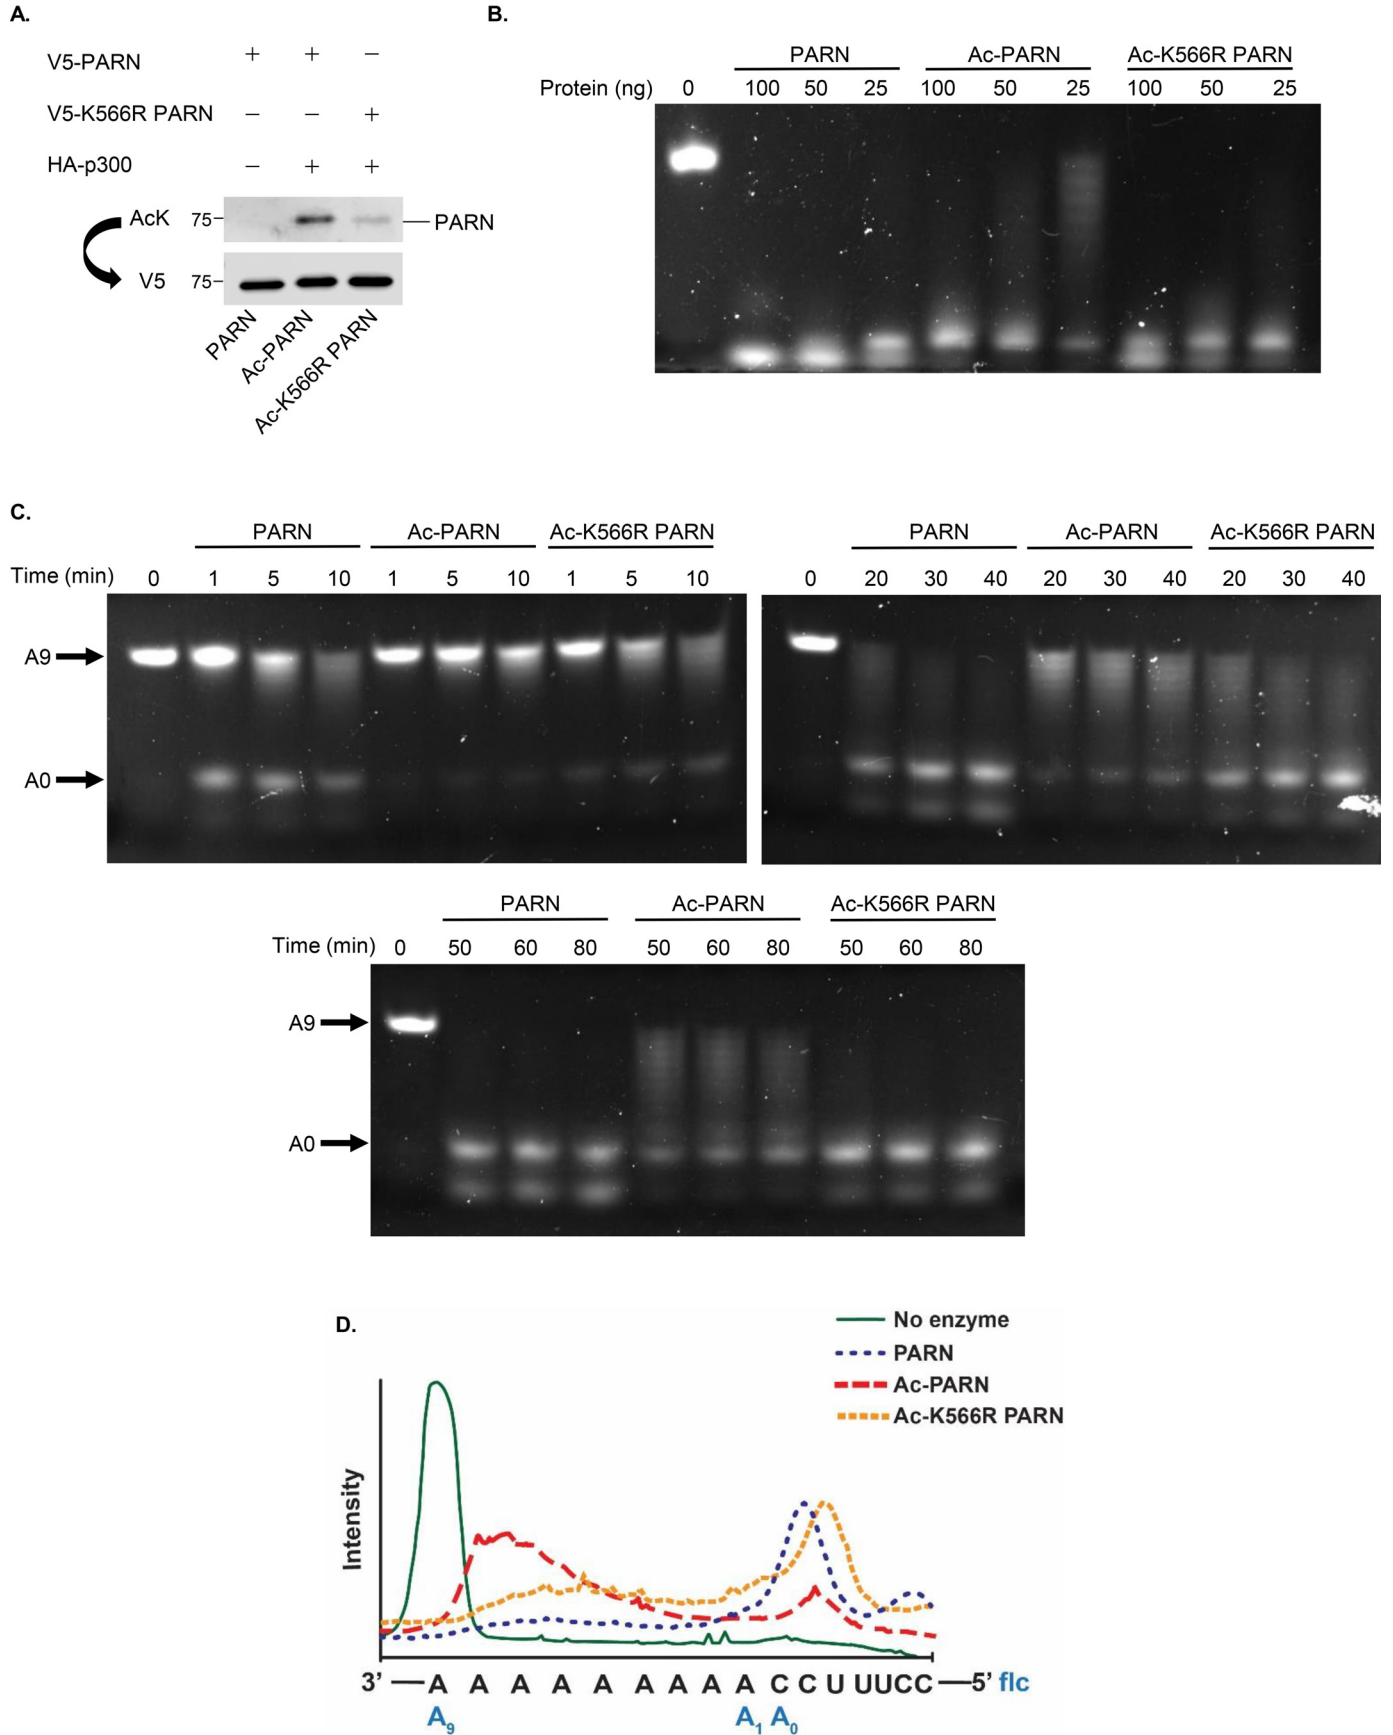 A.
V5-PARN + + –
V5-K566R PARN – – +
HA-p300 – + +
AcK 75 PARN
V5 75
PARN Ac-PARN Ac-K566R PARN
B.
PARN Ac-PARN Ac-K566R PARN
Protein (ng) 0 100 50 25 100 50 25 100 50 25
C.
PARN Ac-PARN Ac-K566R PARN
Time (min) 0 1 5 10 1 5 10 1 5 10
A9
A0
PARN Ac-PARN Ac-K566R PARN
0 20 30 40 20 30 40 20 30 40
PARN Ac-PARN Ac-K566R PARN
Time (min) 0 50 60 80 50 60 80 50 60 80
A9
A0
D.
No enzyme
PARN
Ac-PARN
Ac-K566R PARN
Intensity
3’ A A A A A A A A A C C U U U C C 5’ flc
A9 A1 A0